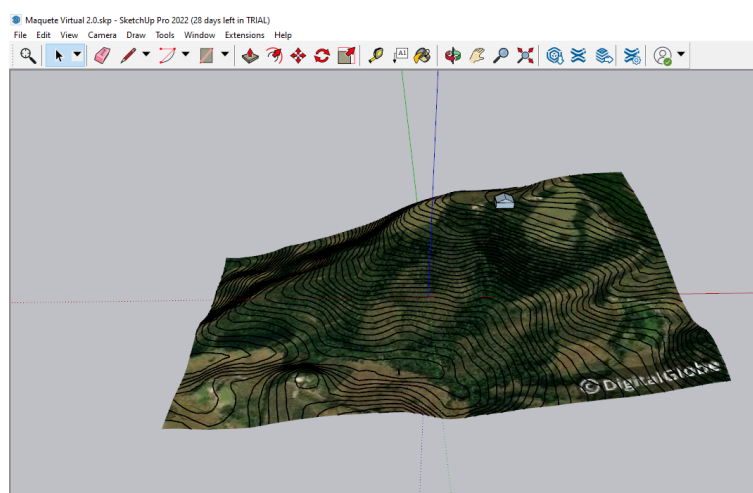 Maquete Virtual 2.0.skp - SketchUp Pro 2022 (28 days left in TRIAL)
File Edit View Camera Draw Tools Window Extensions Help
A1
©DigitalGlobe